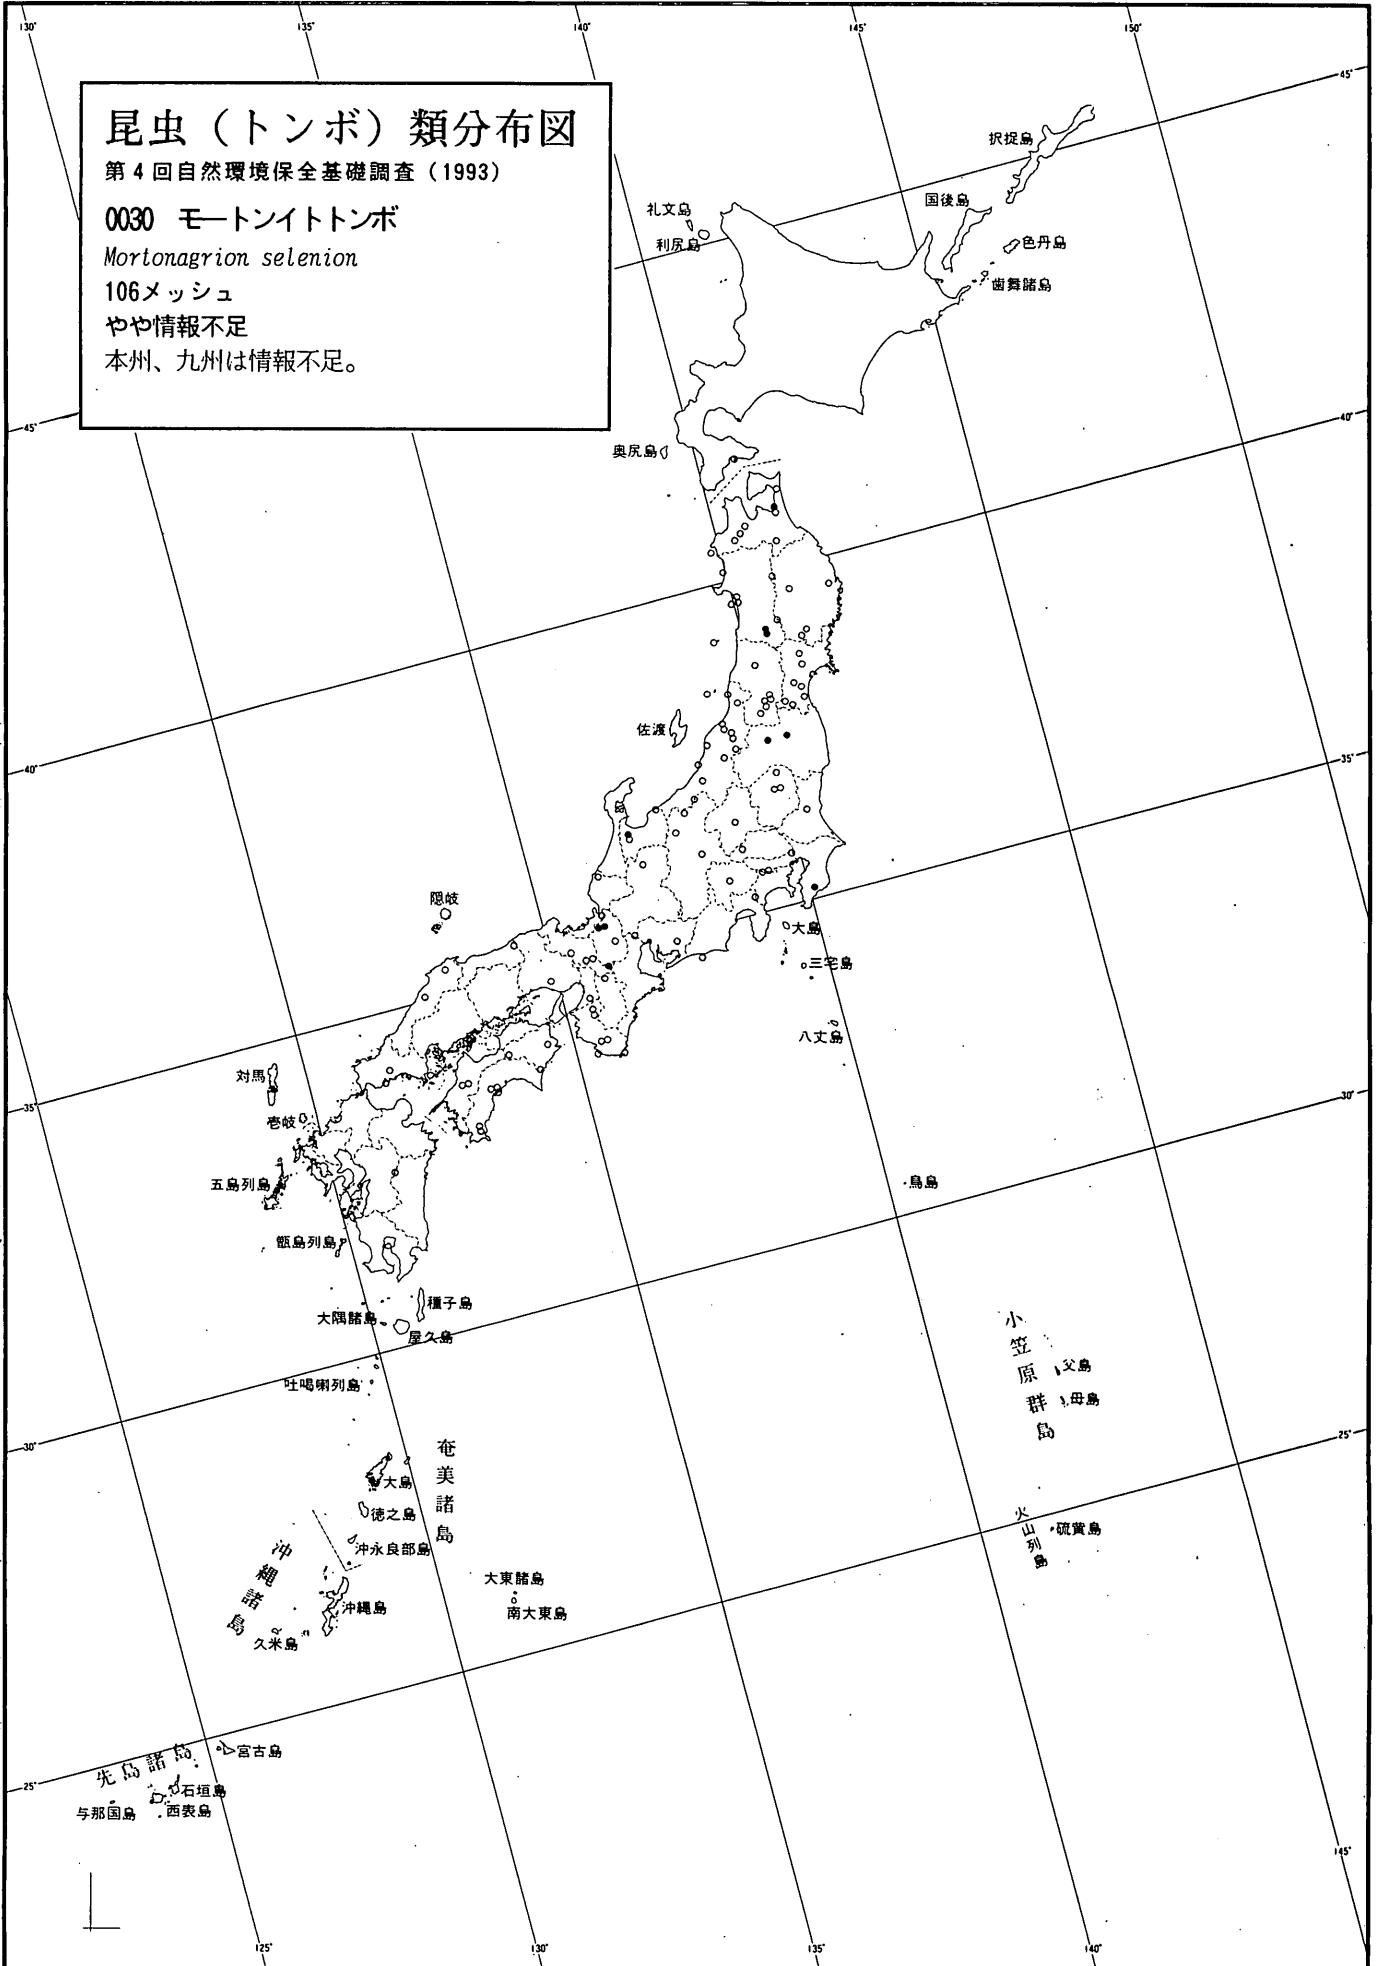 130°
135°
140°
145°
150°
昆虫（トンボ）類分布図
第4回自然環境保全基礎調査（1993）
0030 モートンイトトンボ
Mortonagrion selenion
106メッシュ
やや情報不足
本州、九州は情報不足。
45°
択捉島
国後島
礼文島
利尻島
色丹島
歯舞諸島
45°
40°
奥尻島
佐渡
40°
35°
隠岐
大島
三宅島
八丈島
対馬
壱岐
35°
30°
五島列島
鳥島
甑島列島
種子島
大隅諸島
屋久島
吐噶喇列島
小笠原群島
父島
母島
30°
25°
奄美諸島
大島
徳之島
沖永良部島
火山列島
硫黄島
沖縄諸島
沖縄島
久米島
大東諸島
南大東島
先島諸島
宮古島
25°
石垣島
与那国島
西表島
145°
125°
130°
135°
140°